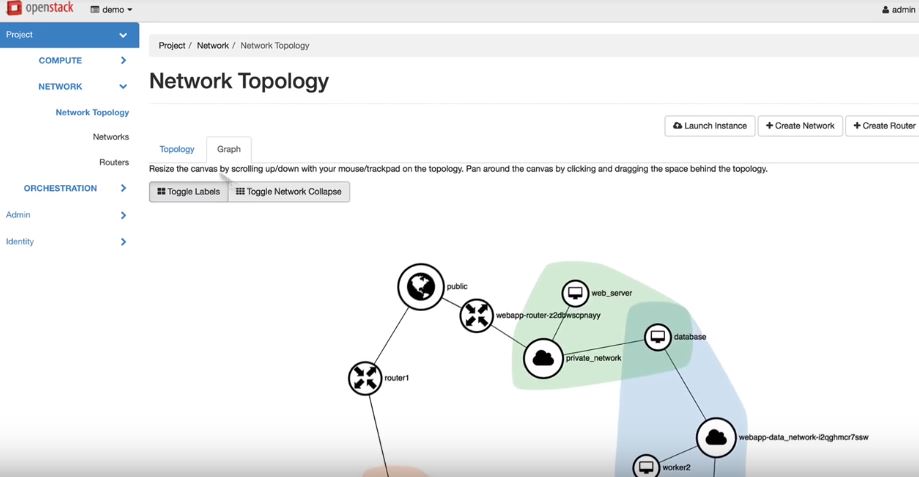 openstack demo admin
Project
COMPUTE
NETWORK
Network Topology
Networks
Routers
ORCHESTRATION
Admin
Identity
Project / Network / Network Topology
Network Topology
Launch Instance + Create Network + Create Router
Topology Graph
Resize the canvas by scrolling up/down with your mouse/trackpad on the topology. Pan around the canvas by clicking and dragging the space behind the topology.
Toggle Labels Toggle Network Collapse
public
web_server
webapp-router-z2dbwscpnayy
database
private_network
router1
webapp-data_network-i2qghmcr7ssw
worker2